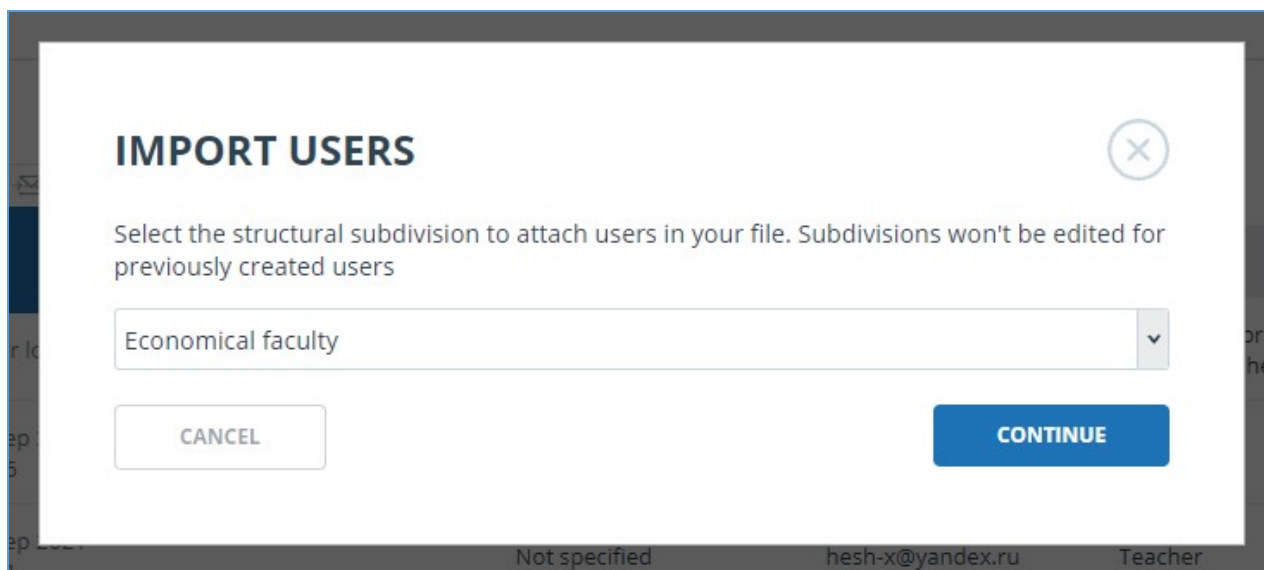 IMPORT USERS
Select the structural subdivision to attach users in your file. Subdivisions won't be edited for
previously created users
Economical faculty
CANCEL
CONTINUE
Not specified
hesh-x@yandex.ru
Teacher